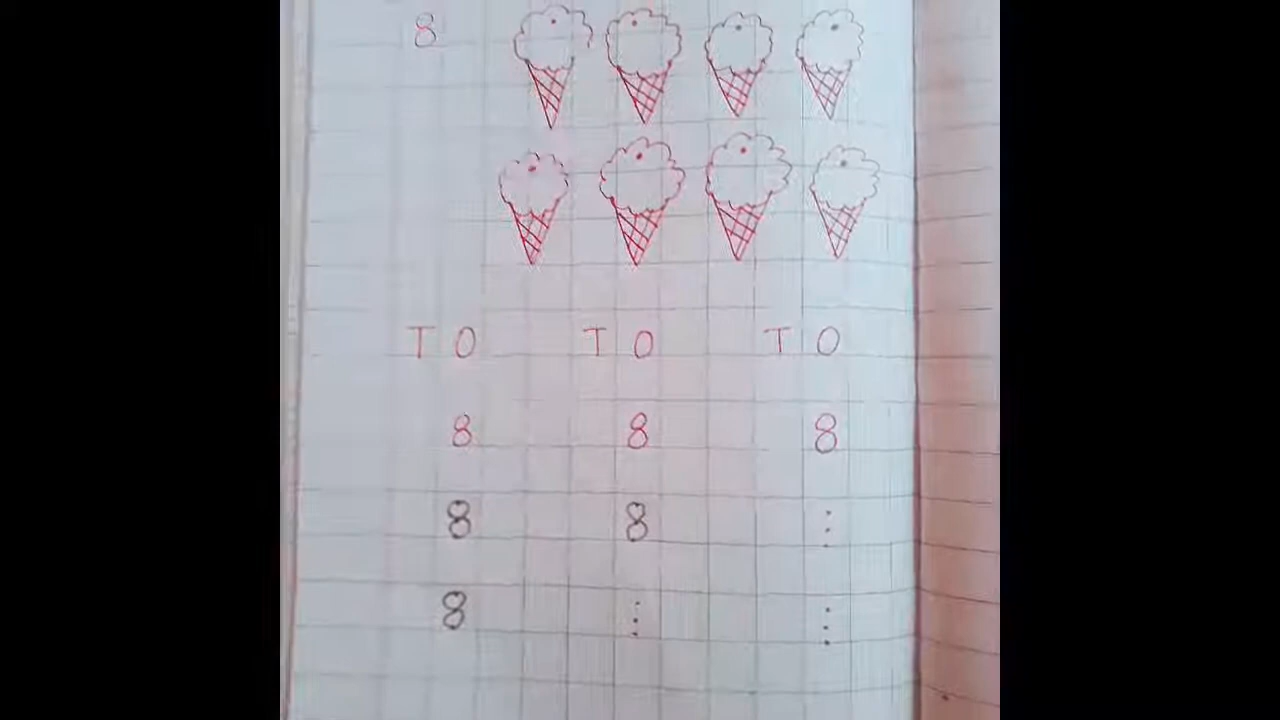 8
T O T O T O
8 8 8
8 8 ⋮
8 ⋮ ⋮